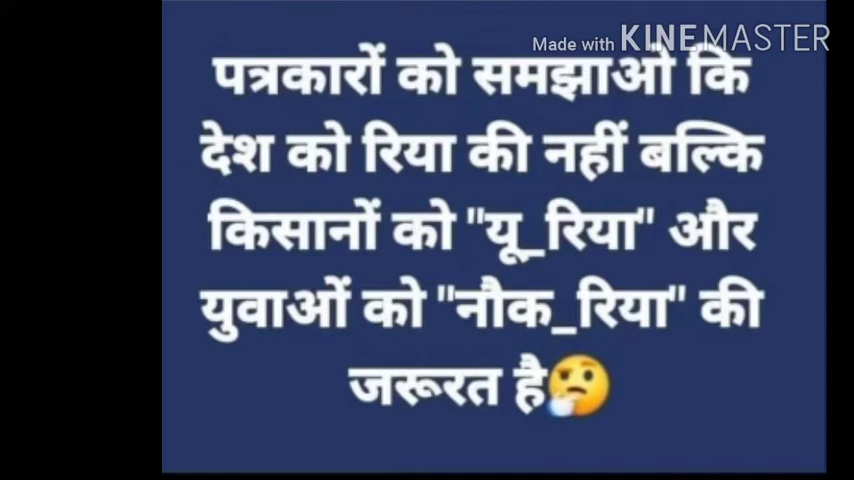 Made with KINEMASTER
पत्रकारों को समझाओ कि
देश को रिया की नहीं बल्कि
किसानों को "यू_रिया" और
युवाओं को "नौक_रिया" की
जरूरत है🤔